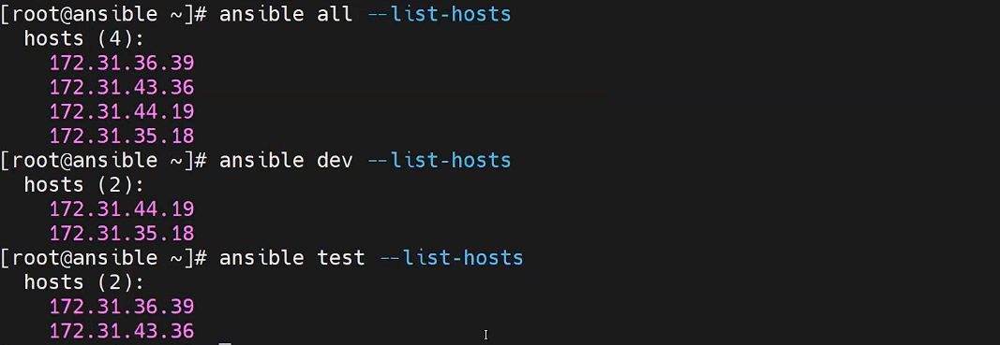 [root@ansible ~]# ansible all --list-hosts
  hosts (4):
    172.31.36.39
    172.31.43.36
    172.31.44.19
    172.31.35.18
[root@ansible ~]# ansible dev --list-hosts
  hosts (2):
    172.31.44.19
    172.31.35.18
[root@ansible ~]# ansible test --list-hosts
  hosts (2):
    172.31.36.39
    172.31.43.36